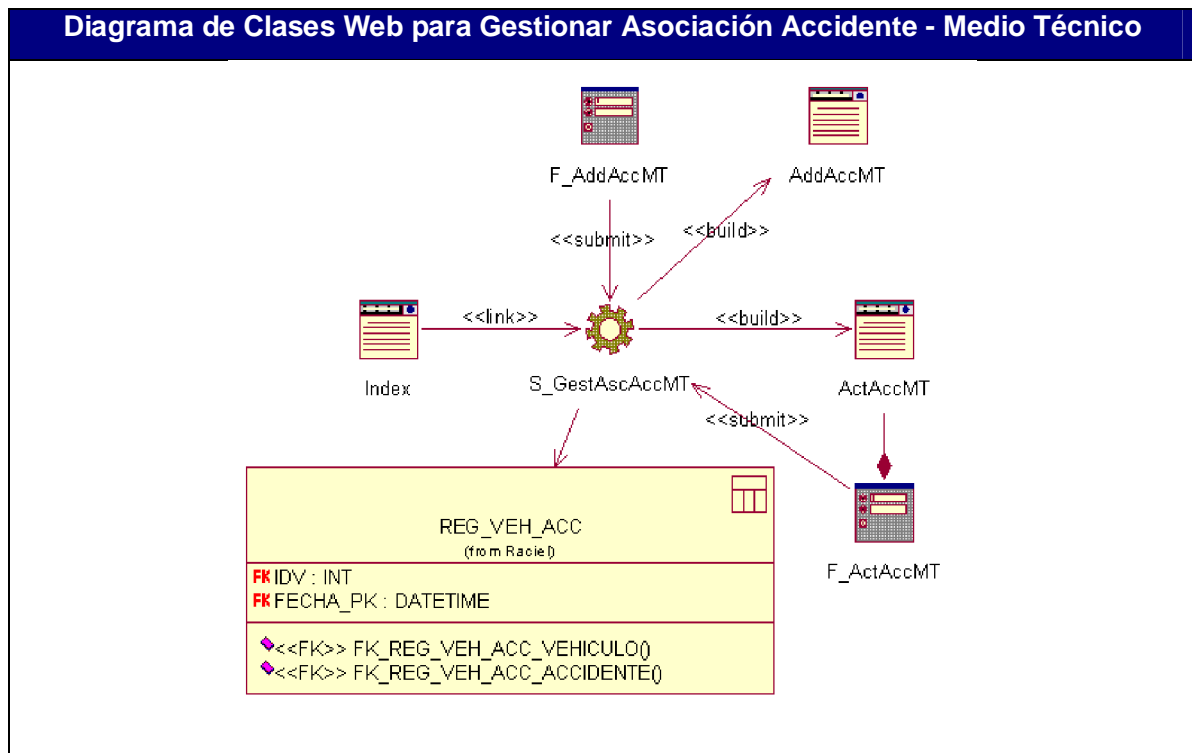 Diagrama de Clases Web para Gestionar Asociación Accidente - Medio Técnico
F_AddAccMT
AddAccMT
<<submit>>
<<build>>
<<link>>
<<build>>
Index
S_GestAscAccMT
ActAccMT
<<submit>>
REG_VEH_ACC
(from Raciel)
FK IDV : INT
FK FECHA_PK : DATETIME
F_ActAccMT
<<FK>> FK_REG_VEH_ACC_VEHICULO()
<<FK>> FK_REG_VEH_ACC_ACCIDENTE()